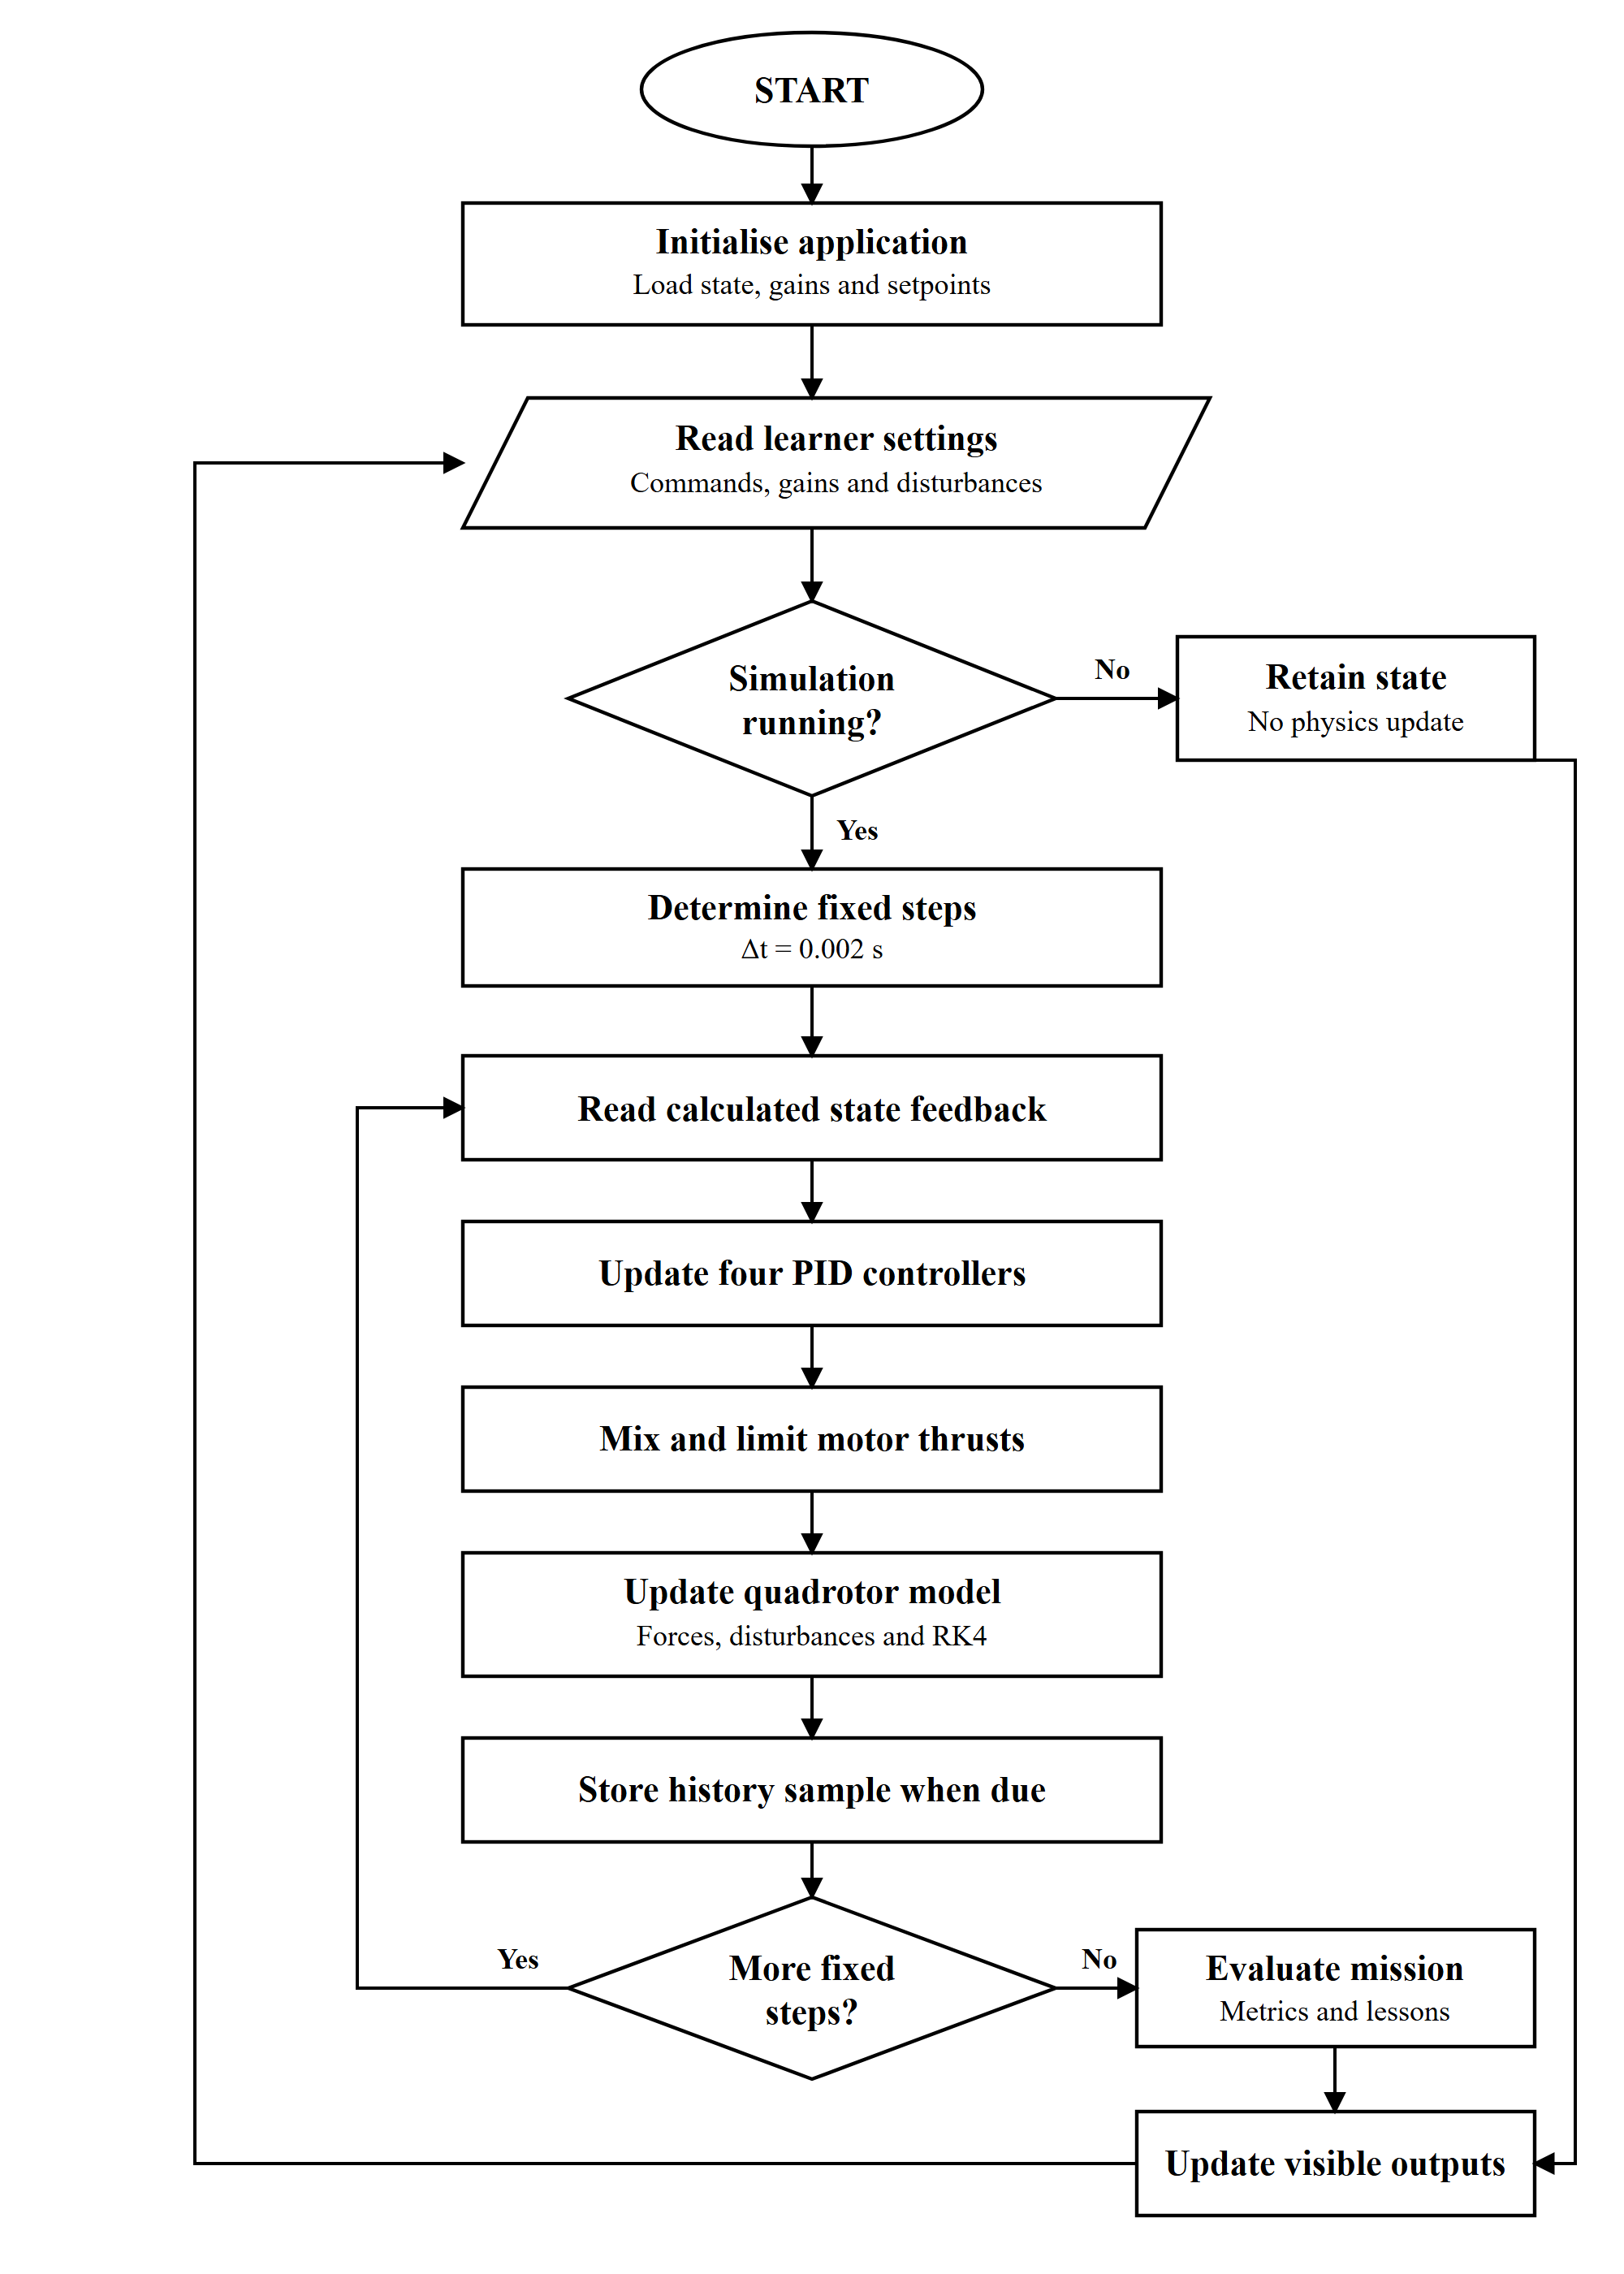 START
Initialise application
Load state, gains and setpoints
Read learner settings
Commands, gains and disturbances
Simulation
running?
No
Retain state
No physics update
Yes
Determine fixed steps
Δt = 0.002 s
Read calculated state feedback
Update four PID controllers
Mix and limit motor thrusts
Update quadrotor model
Forces, disturbances and RK4
Store history sample when due
Yes
More fixed
steps?
No
Evaluate mission
Metrics and lessons
Update visible outputs